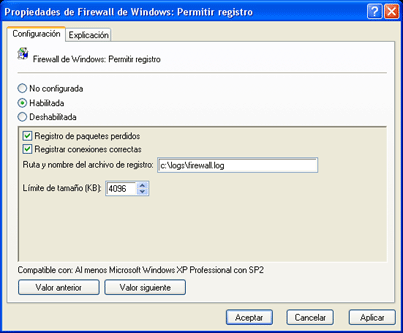 Propiedades de Firewall de Windows: Permitir registro
Configuración Explicación
Firewall de Windows: Permitir registro
No configurada
Habilitada
Deshabilitada
Registro de paquetes perdidos
Registrar conexiones correctas
Ruta y nombre del archivo de registro: c:\logs\firewall.log
Límite de tamaño (KB): 4096
Compatible con: Al menos Microsoft Windows XP Professional con SP2
Valor anterior Valor siguiente
Aceptar Cancelar Aplicar